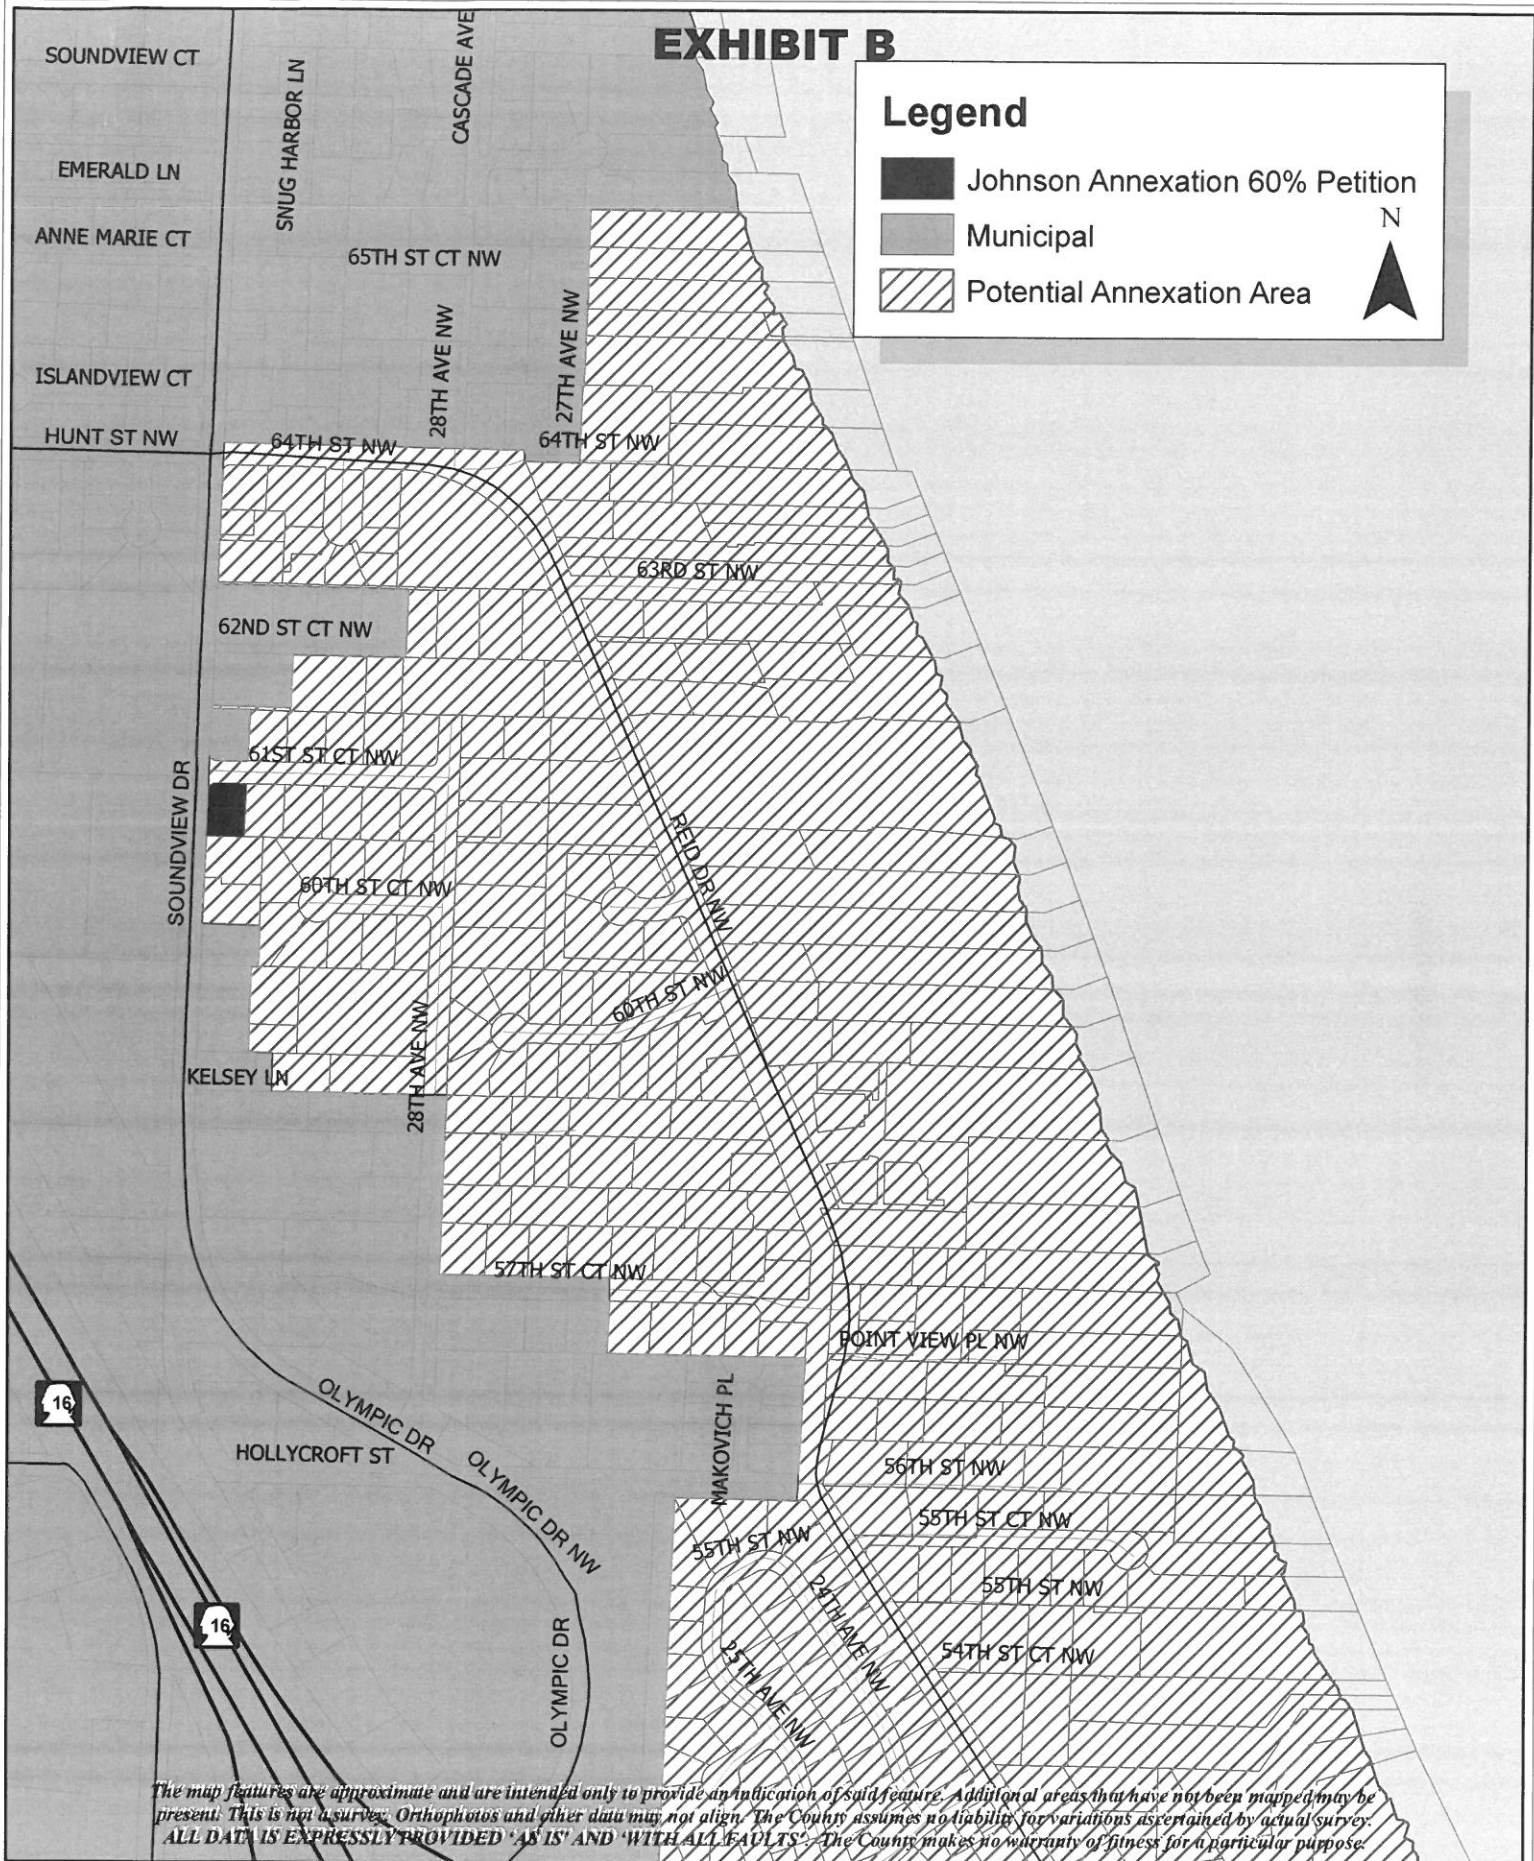 EXHIBIT B
Legend
Johnson Annexation 60% Petition
Municipal
Potential Annexation Area
N
SOUNDVIEW CT
SNUG HARBOR LN
CASCADE AVE
EMERALD LN
ANNE MARIE CT
65TH ST CT NW
28TH AVE NW
27TH AVE NW
ISLANDVIEW CT
HUNT ST NW
64TH ST NW
64TH ST NW
63RD ST NW
62ND ST CT NW
61ST ST CT NW
SOUNDVIEW DR
REID DR NW
60TH ST CT NW
60TH ST NW
28TH AVE NW
KELSEY LN
57TH ST CT NW
POINT VIEW PL NW
MAKOVICH PL
16
OLYMPIC DR
HOLLYCROFT ST
OLYMPIC DR NW
56TH ST NW
55TH ST CT NW
55TH ST NW
55TH ST NW
24TH AVE NW
25TH AVE NW
54TH ST CT NW
16
OLYMPIC DR
The map features are approximate and are intended only to provide an indication of said feature. Additional areas that have not been mapped may be
present. This is not a survey. Orthophotos and other data may not align. The County assumes no liability for variations ascertained by actual survey.
ALL DATA IS EXPRESSLY PROVIDED 'AS IS' AND 'WITH ALL FAULTS'. The County makes no warranty of fitness for a particular purpose.